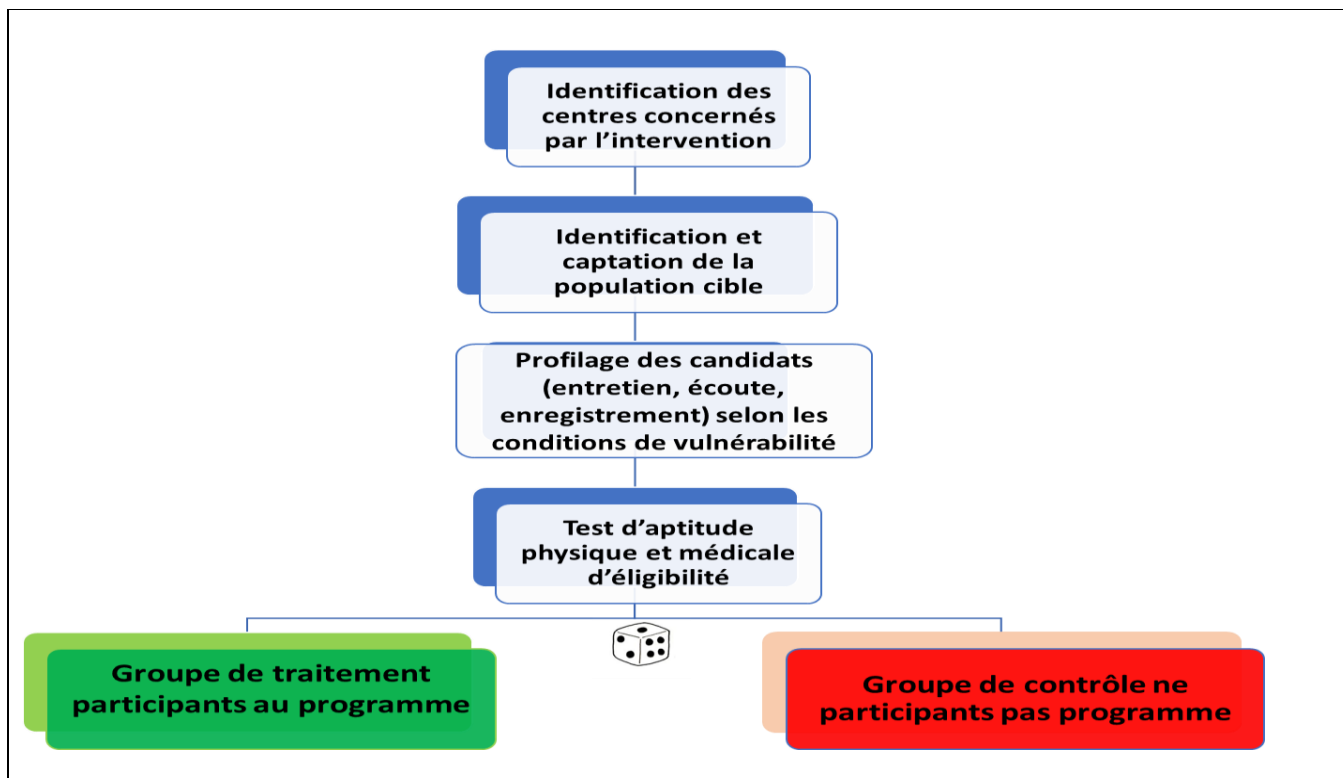 Identification des
centres concernés
par l'intervention
Identification et
captation de la
population cible
Profilage des candidats
(entretien, écoute,
enregistrement) selon les
conditions de vulnérabilité
Test d'aptitude
physique et médicale
d'éligibilité
Groupe de traitement
participants au programme
Groupe de contrôle ne
participants pas programme